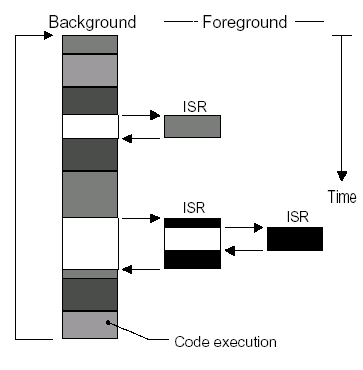 Background
Foreground
ISR
Time
ISR
ISR
Code execution